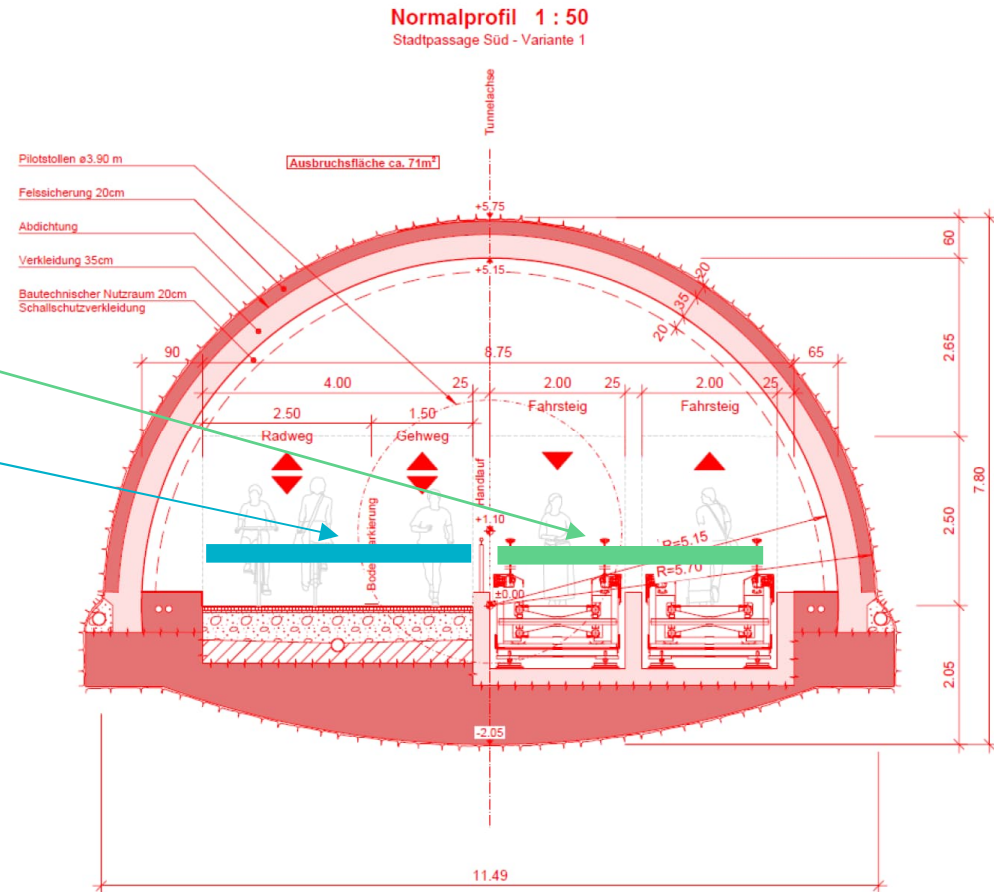 Normalprofil 1 : 50
Stadtpassage Süd - Variante 1
Tunnelachse
Pilotstollen ø3.90 m
Ausbruchsfläche ca. 71m²
Felssicherung 20cm
Abdichtung
Verkleidung 35cm
Bautechnischer Nutzraum 20cm
Schallschutzverkleidung
+5.75
+5.15
60
20
35
20
2.65
90
8.75
65
4.00
25
2.00
25
2.00
25
Fahrsteig
Fahrsteig
2.50
1.50
Radweg
Gehweg
Handlauf
+1.10
2.50
7.80
R=5.15
R=5.70
±0.00
2.05
-2.05
11.49